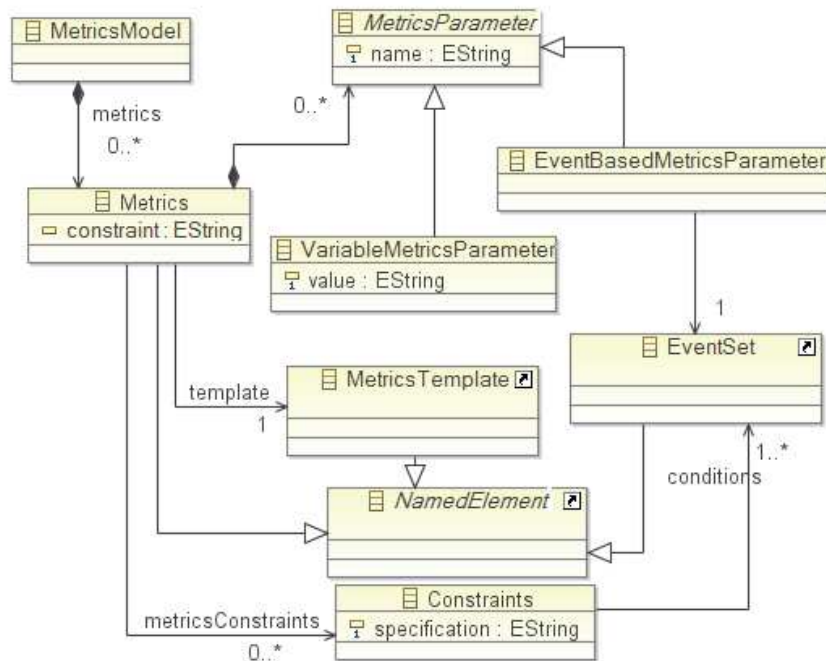 MetricsModel
MetricsParameter
name : EString
metrics
0..*
0..*
EventBasedMetricsParameter
Metrics
constraint : EString
VariableMetricsParameter
value : EString
1
EventSet
MetricsTemplate
template
1
1..*
conditions
NamedElement
Constraints
metricsConstraints
specification : EString
0..*